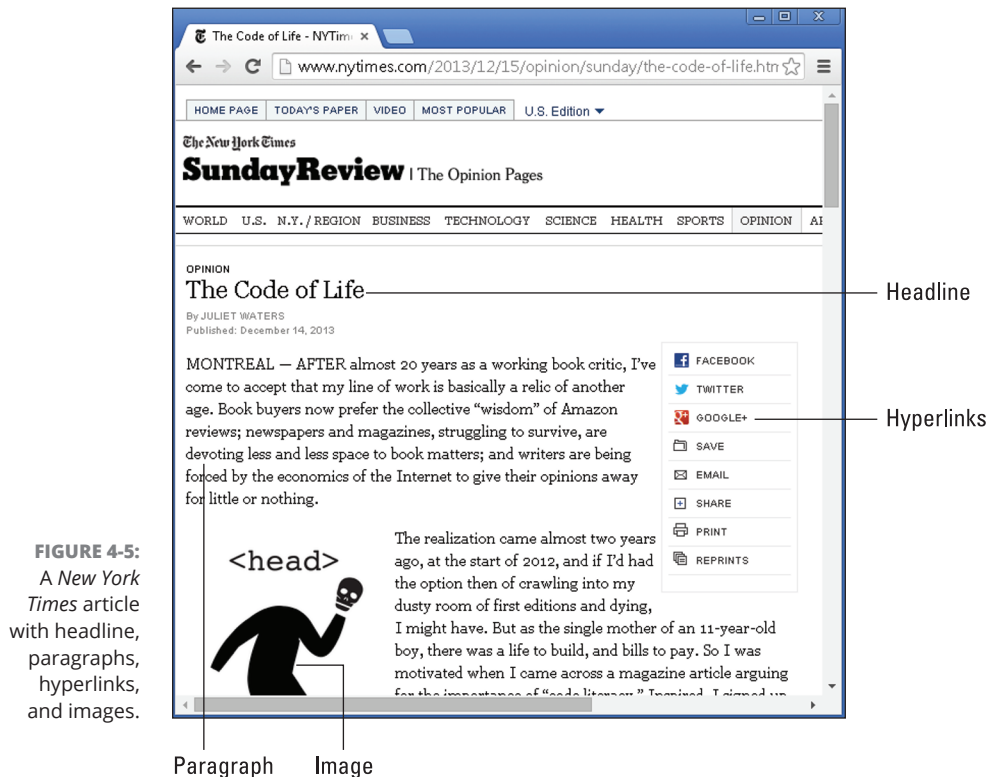 The Code of Life - NYTim
www.nytimes.com/2013/12/15/opinion/sunday/the-code-of-life.htm
HOME PAGE TODAY'S PAPER VIDEO MOST POPULAR U.S. Edition
The New York Times
SundayReview | The Opinion Pages
WORLD U.S. N.Y. / REGION BUSINESS TECHNOLOGY SCIENCE HEALTH SPORTS OPINION
OPINION
The Code of Life
Headline
By JULIET WATERS
Published: December 14, 2013
MONTREAL — AFTER almost 20 years as a working book critic, I've
come to accept that my line of work is basically a relic of another
age. Book buyers now prefer the collective “wisdom” of Amazon
reviews; newspapers and magazines, struggling to survive, are
devoting less and less space to book matters; and writers are being
forced by the economics of the Internet to give their opinions away
for little or nothing.
FACEBOOK
TWITTER
GOOGLE+
Hyperlinks
SAVE
EMAIL
SHARE
PRINT
REPRINTS
<head>
The realization came almost two years
ago, at the start of 2012, and if I'd had
the option then of crawling into my
dusty room of first editions and dying,
I might have. But as the single mother of an 11-year-old
boy, there was a life to build, and bills to pay. So I was
motivated when I came across a magazine article arguing
for the importance of “code literacy.” Inspired, I signed up
FIGURE 4-5:
A New York
Times article
with headline,
paragraphs,
hyperlinks,
and images.
Paragraph Image